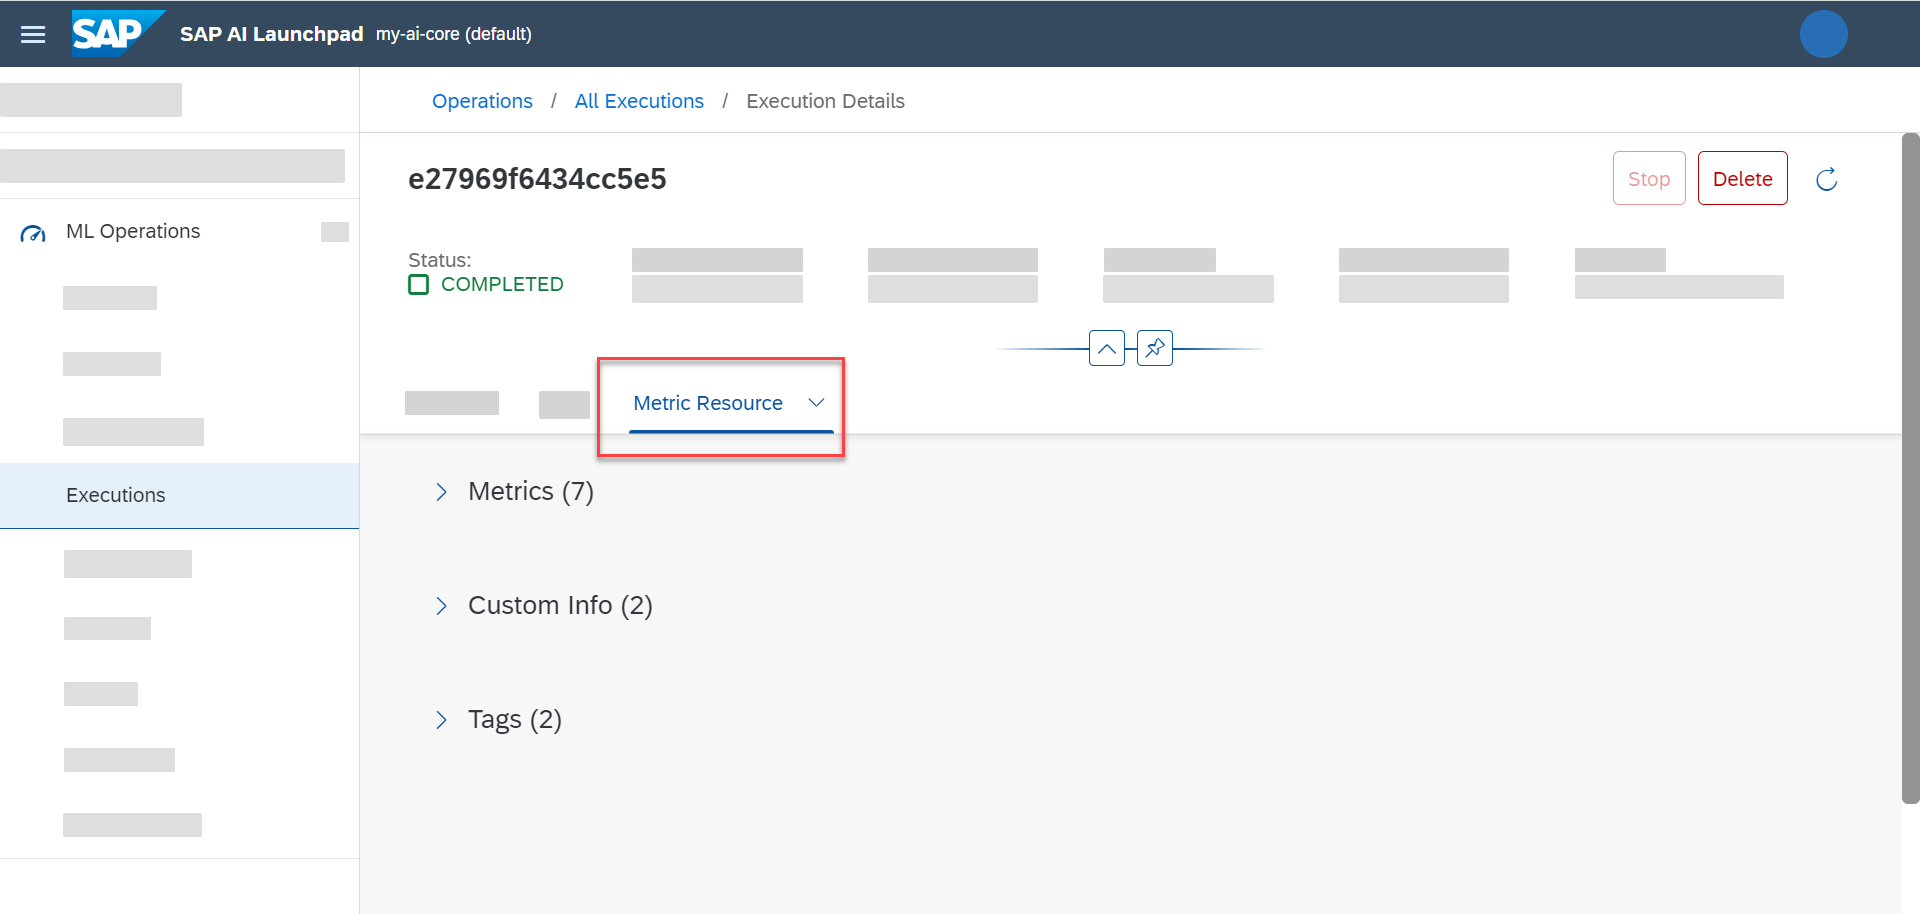 SAP SAP AI Launchpad my-ai-core (default)
Operations / All Executions / Execution Details
e27969f6434cc5e5
Stop
Delete
ML Operations
Status:
COMPLETED
Metric Resource
Executions
Metrics (7)
Custom Info (2)
Tags (2)